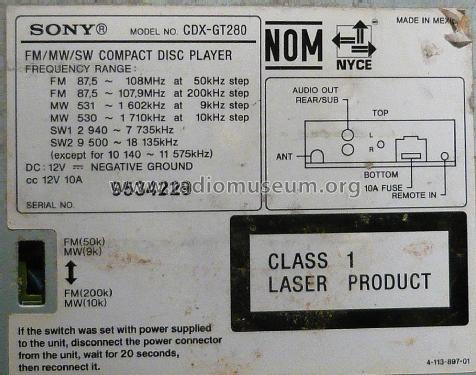 SONY® MODEL NO. CDX-GT280
FM/MW/SW COMPACT DISC PLAYER
FREQUENCY RANGE:
FM 87,5 ~ 108MHz at 50kHz step
FM 87,5 ~ 107,9MHz at 200kHz step
MW 531 ~ 1 602kHz at 9kHz step
MW 530 ~ 1 710kHz at 10kHz step
SW1 2 940 ~ 7 735kHz
SW2 9 500 ~ 18 135kHz
(except for 10 140 ~ 11 575kHz)
DC: 12V NEGATIVE GROUND
cc 12V 10A
9534229
SERIAL NO.
NOM
NYCE
MADE IN MEXI
AUDIO OUT
REAR/SUB
TOP
L
R
ANT
BOTTOM
10A FUSE
REMOTE IN
www.radiomuseum.org
FM(50k)
MW(9k)
FM(200k)
MW(10k)
CLASS 1
LASER PRODUCT
If the switch was set with power supplied
to the unit, disconnect the power connector
from the unit, wait for 20 seconds,
then reconnect it.
4-113-897-01